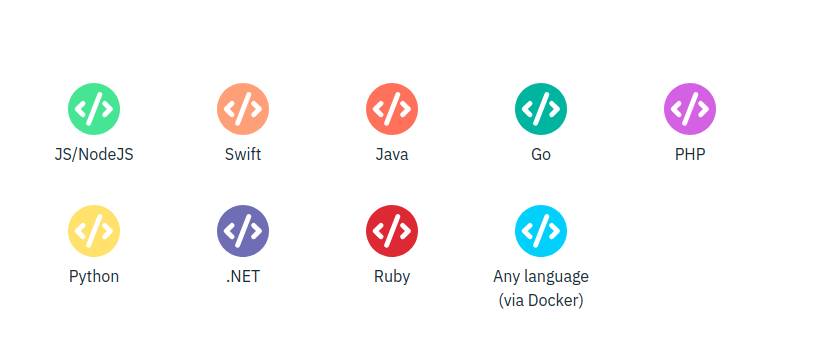 JS/NodeJS
Swift
Java
Go
PHP
Python
.NET
Ruby
Any language
(via Docker)